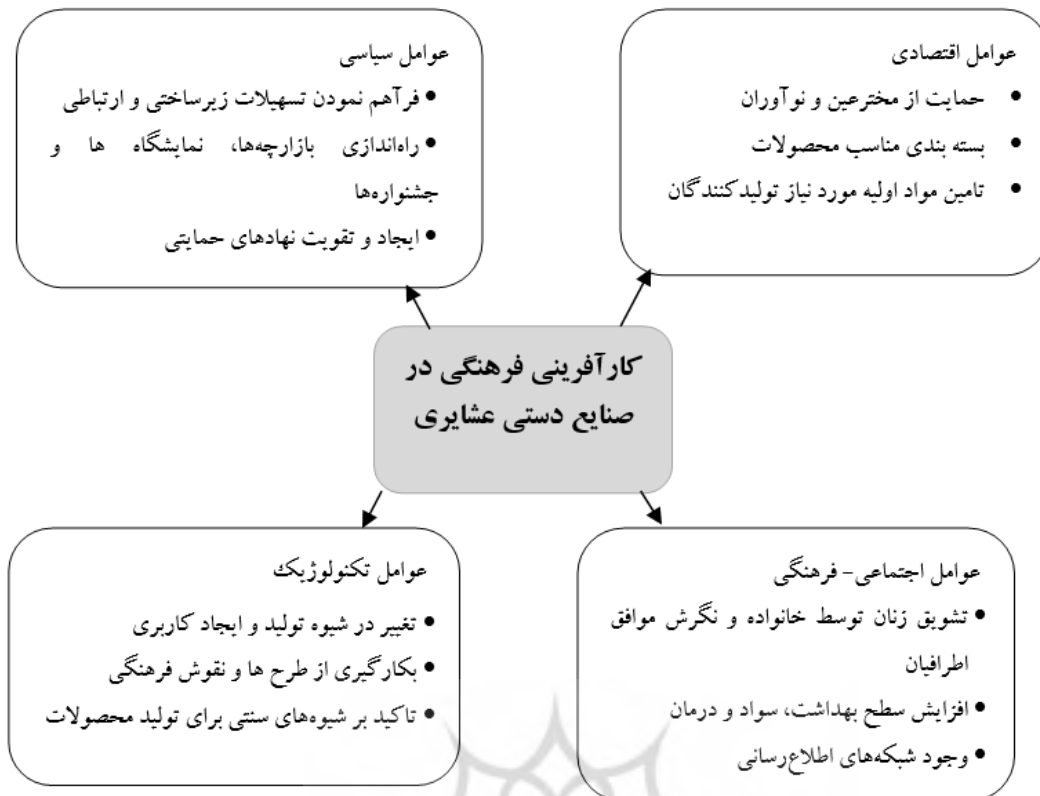 عوامل اقتصادی
• حمایت از مخترعین و نوآوران
• بسته بندی مناسب محصولات
• تامین مواد اولیه مورد نیاز تولیدکنندگان
عوامل سیاسی
• فرآهم نمودن تسهیلات زیرساختی و ارتباطی
• راه‌اندازی بازارچه‌ها، نمایشگاه ها و
جشنواره‌ها
• ایجاد و تقویت نهادهای حمایتی
کارآفرینی فرهنگی در
صنایع دستی عشایری
عوامل اجتماعی- فرهنگی
• تشویق زنان توسط خانواده و نگرش موافق
اطرافیان
• افزایش سطح بهداشت، سواد و درمان
• وجود شبکه‌های اطلاع‌رسانی
عوامل تکنولوژیک
• تغییر در شیوه تولید و ایجاد کاربری
• بکارگیری از طرح ها و نقوش فرهنگی
• تاکید بر شیوه‌های سنتی برای تولید محصولات